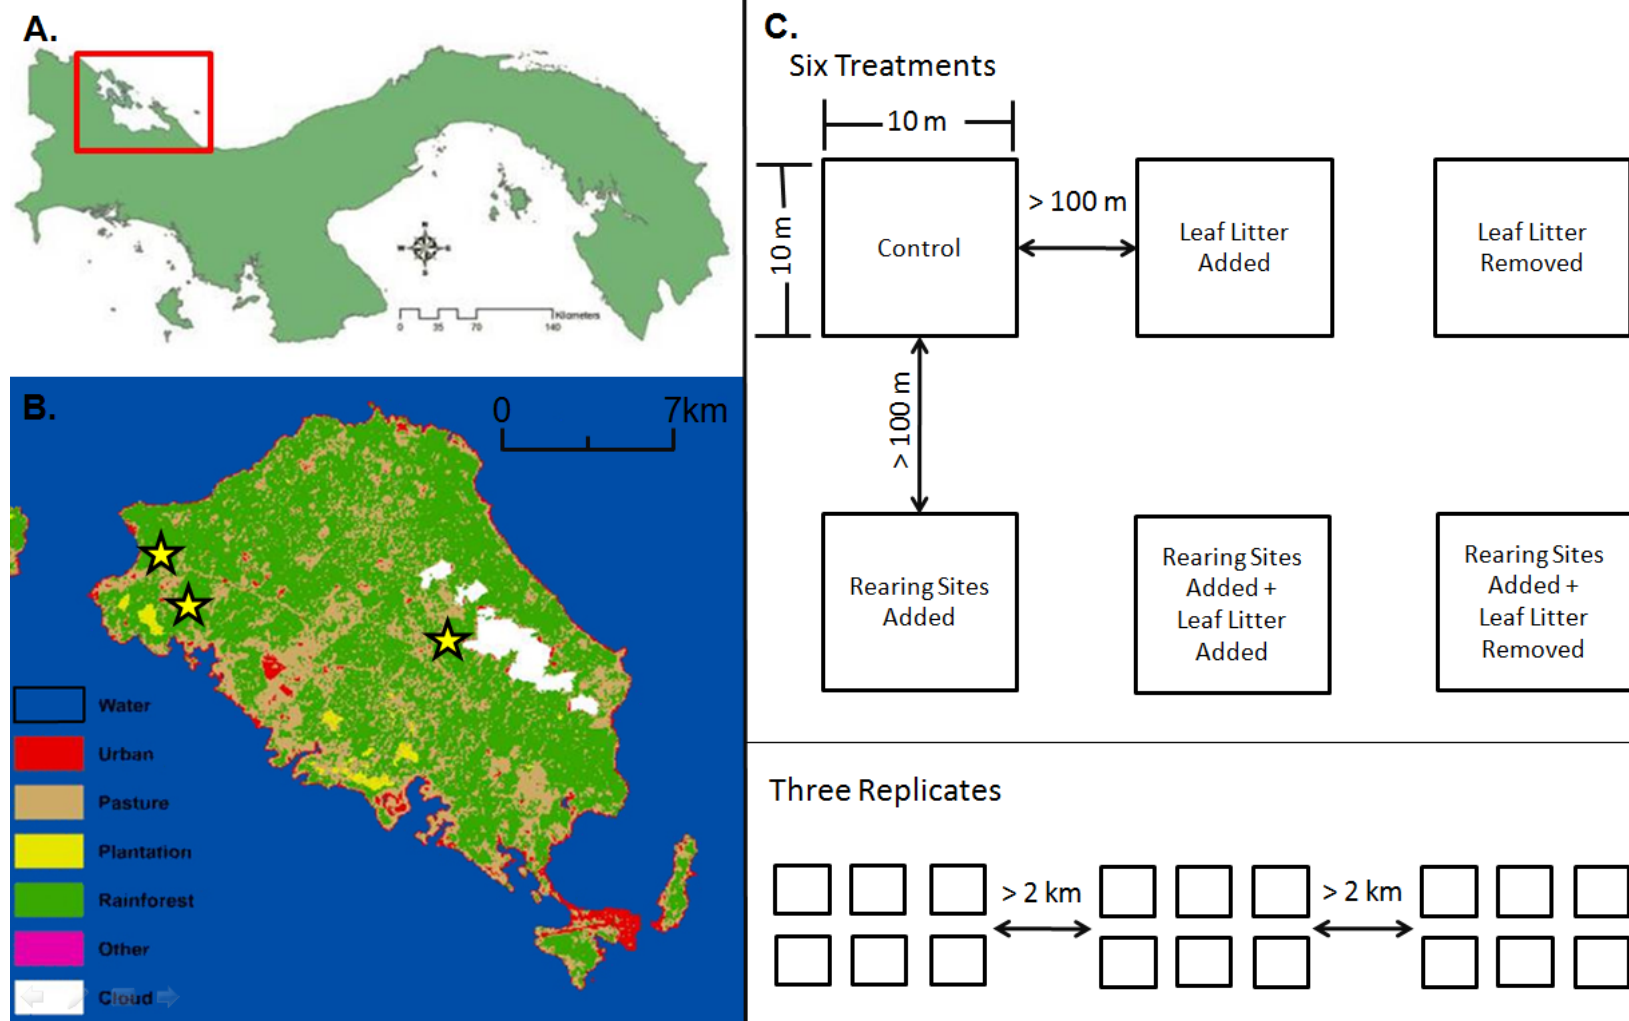 A.
N
W
E
S
Kilometers
0
35
70
140
B.
0
7km
Water
Urban
Pasture
Plantation
Rainforest
Other
Cloud
C.
Six Treatments
10 m
10 m
> 100 m
> 100 m
Control
Leaf Litter
Added
Leaf Litter
Removed
Rearing Sites
Added
Rearing Sites
Added +
Leaf Litter
Added
Rearing Sites
Added +
Leaf Litter
Removed
Three Replicates
> 2 km
> 2 km